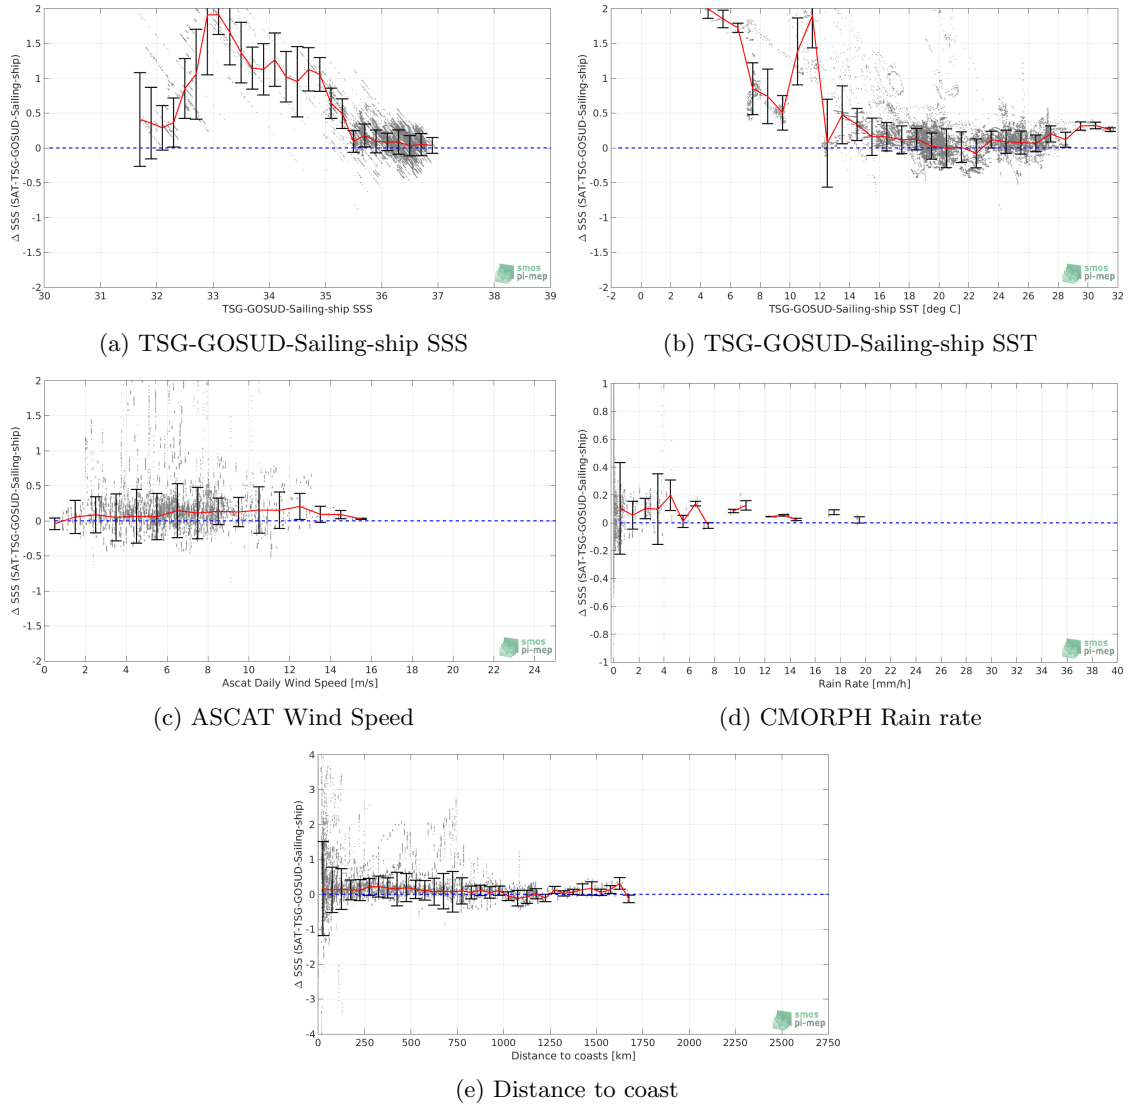 2
1.5
1
0.5
0
-0.5
-1
-1.5
-2
30 31 32 33 34 35 36 37 38 39
Δ SSS (SAT-TSG-GOSUD-Sailing-ship)
TSG-GOSUD-Sailing-ship SSS
smos
pi-mep
(a) TSG-GOSUD-Sailing-ship SSS
2
1.5
1
0.5
0
-0.5
-1
-1.5
-2
-2 0 2 4 6 8 10 12 14 16 18 20 22 24 26 28 30 32
Δ SSS (SAT-TSG-GOSUD-Sailing-ship)
TSG-GOSUD-Sailing-ship SST [deg C]
smos
pi-mep
(b) TSG-GOSUD-Sailing-ship SST
2
1.5
1
0.5
0
-0.5
-1
-1.5
-2
0 2 4 6 8 10 12 14 16 18 20 22 24
Δ SSS (SAT-TSG-GOSUD-Sailing-ship)
Ascat Daily Wind Speed [m/s]
smos
pi-mep
(c) ASCAT Wind Speed
1
0.8
0.6
0.4
0.2
0
-0.2
-0.4
-0.6
-0.8
-1
0 2 4 6 8 10 12 14 16 18 20 22 24 26 28 30 32 34 36 38 40
Δ SSS (SAT-TSG-GOSUD-Sailing-ship)
Rain Rate [mm/h]
smos
pi-mep
(d) CMORPH Rain rate
4
3
2
1
0
-1
-2
-3
-4
0 250 500 750 1000 1250 1500 1750 2000 2250 2500 2750
Δ SSS (SAT-TSG-GOSUD-Sailing-ship)
Distance to coasts [km]
smos
pi-mep
(e) Distance to coast